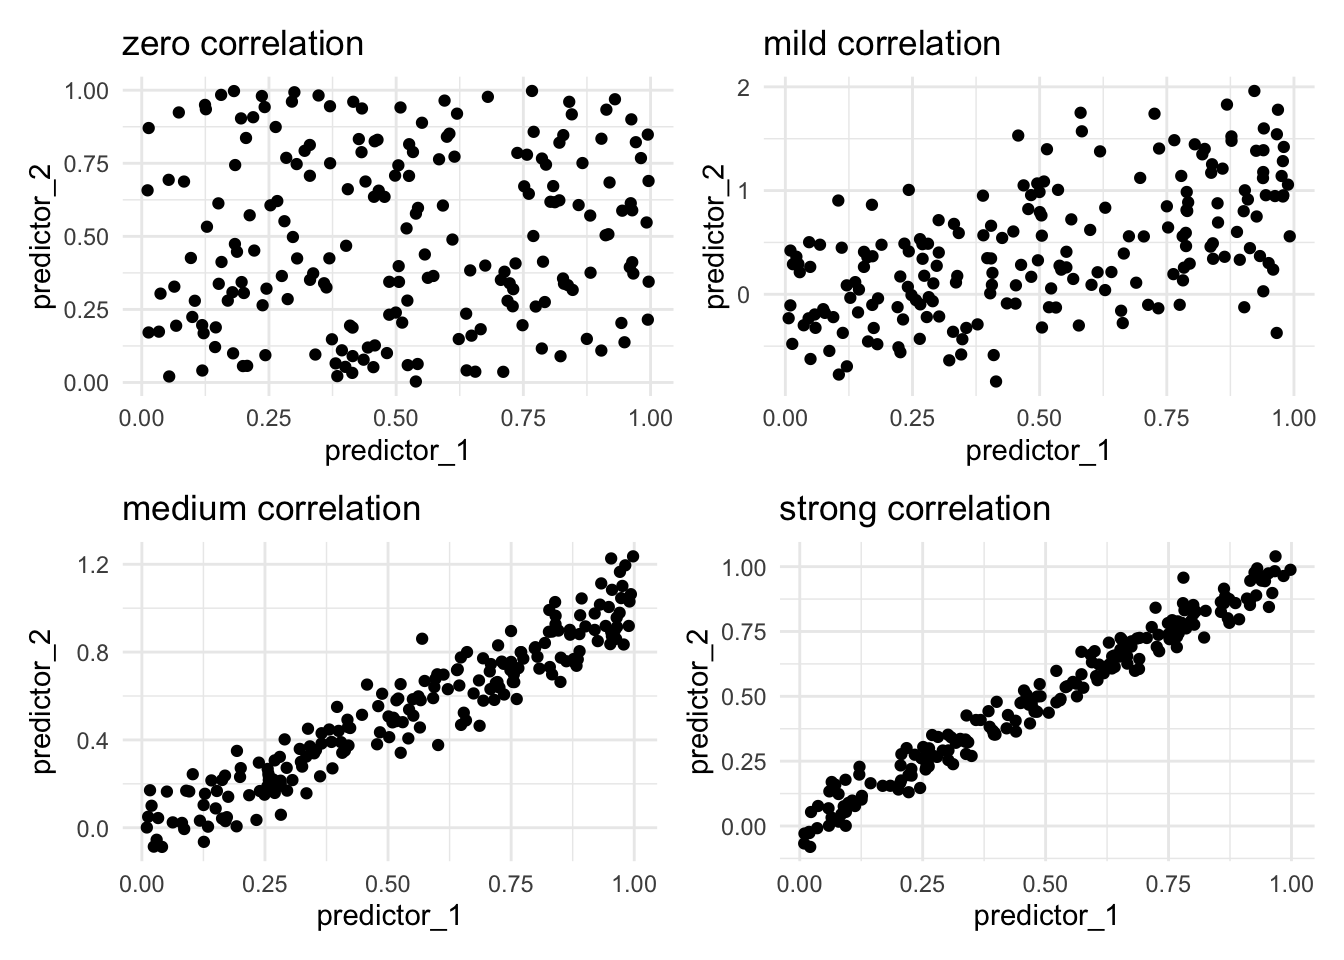 zero correlation
1.00
0.75
0.50
0.25
0.00
predictor_2
0.00 0.25 0.50 0.75 1.00
predictor_1
mild correlation
2
1
0
predictor_2
0.00 0.25 0.50 0.75 1.00
predictor_1
medium correlation
1.2
0.8
0.4
0.0
predictor_2
0.00 0.25 0.50 0.75 1.00
predictor_1
strong correlation
1.00
0.75
0.50
0.25
0.00
predictor_2
0.00 0.25 0.50 0.75 1.00
predictor_1